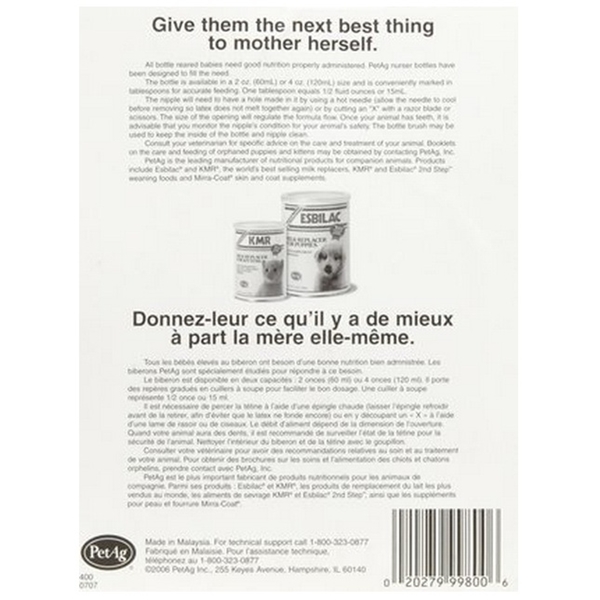 Give them the next best thing
to mother herself.
All bottle reared babies need good nutrition properly administered. PetAg nurser bottles have
been designed to fill the need.
The bottle is available in a 2 oz. (60mL) or 4 oz. (120mL) size and is conveniently marked in
tablespoons for accurate feeding. One tablespoon equals 1/2 fluid ounces or 15mL.
The nipple will need to have a hole made in it by using a hot needle (allow the needle to cool
before removing so latex does not melt together again) or by cutting an "X" with a razor blade or
scissors. The size of the opening will regulate the formula flow. Once your animal has teeth, it is
advisable that you monitor the nipple's condition for your animal's safety. The bottle brush may be
used to keep the inside of the bottle and nipple clean.
Consult your veterinarian for specific advice on the care and treatment of your animal. Booklets
on the care and feeding of orphaned puppies and kittens may be obtained by contacting PetAg, Inc.
PetAg is the leading manufacturer of nutritional products for companion animals. Products
include Esbilac® and KMR®, the world's best selling milk replacers, KMR® and Esbilac® 2nd Step™
weaning foods and Mirra-Coat® skin and coat supplements.
ESBILAC
KMR
MILK REPLACER
FOR PUPPIES
PetAg
PetAg
Donnez-leur ce qu'il y a de mieux
à part la mère elle-même.
Tous les bébés élevés au biberon ont besoin d'une bonne nutrition bien admnistrée. Les
biberons PetAg sont spécialement étudiés pour répondre à ce besoin.
Le biberon est disponible en deux capacités : 2 onces (60 ml) ou 4 onces (120 ml). Il porte
des repères gradués en cuillers à soupe pour faciliter le bon dosage. Une cuiller à soupe
représente 1/2 once ou 15 ml.
Il est nécessaire de percer la tétine à l'aide d'une épingle chaude (laisser l'épingle refroidir
avant de la retirer, afin d'éviter que le latex ne fonde encore) ou en y découpant un « X » à l'aide
d'une lame de rasoir ou de ciseaux. Le débit d'aliment dépend de la dimension de l'ouverture.
Quand votre animal aura des dents, il est recommandé de surveiller l'état de la tétine pour la
sécurité de l'animal. Nettoyer l'intérieur du biberon et de la tétine avec le goupillon.
Consulter votre vétérinaire pour avoir des recommandations relatives au soin et au traitement de
votre animal. Pour obtenir des brochures sur les soins et l'alimentation des chiots et chatons
orphelins, prendre contact avec PetAg, Inc.
PetAg est le plus important fabricant de produits nutritionnels pour les animaux de
compagnie. Parmi ses produits : Esbilac® et KMR®, les produits de remplacement du lait les plus
vendus au monde, les aliments de sevrage KMR® et Esbilac® 2nd Step™, ainsi que les suppléments
pour peau et fourrure Mirra-Coat®.
PetAg
®
400
0707
Made in Malaysia. For technical support call 1-800-323-0877
Fabriqué en Malaisie. Pour l'assistance technique,
téléphonez au 1-800-323-0877
©2006 PetAg Inc., 255 Keyes Avenue, Hampshire, IL 60140
0 20279 99800 6